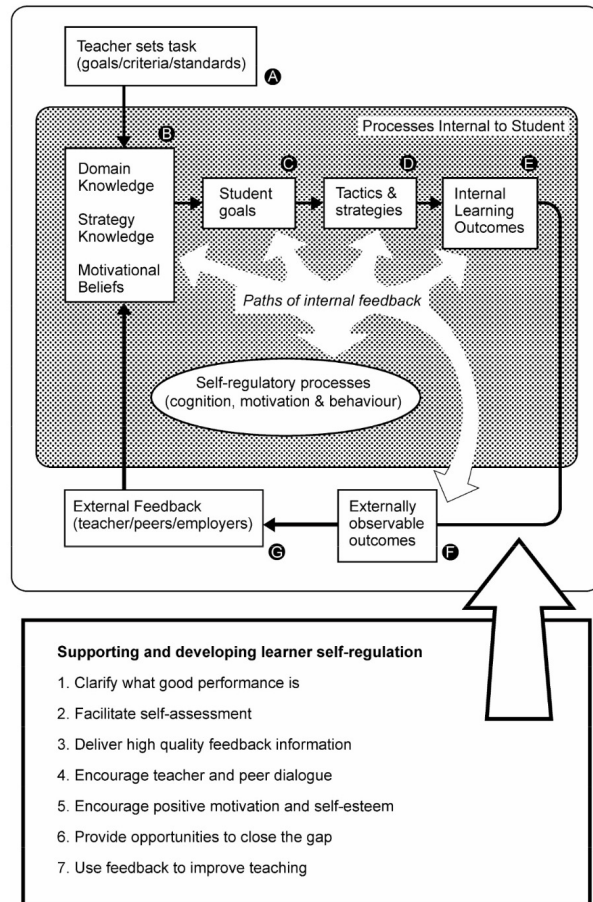 Teacher sets task
(goals/criteria/standards)
A
Processes Internal to Student
B
Domain
Knowledge
Strategy
Knowledge
Motivational
Beliefs
C
Student
goals
D
Tactics &
strategies
E
Internal
Learning
Outcomes
Paths of internal feedback
Self-regulatory processes
(cognition, motivation & behaviour)
External Feedback
(teacher/peers/employers)
G
Externally
observable
outcomes
F
Supporting and developing learner self-regulation
1. Clarify what good performance is
2. Facilitate self-assessment
3. Deliver high quality feedback information
4. Encourage teacher and peer dialogue
5. Encourage positive motivation and self-esteem
6. Provide opportunities to close the gap
7. Use feedback to improve teaching